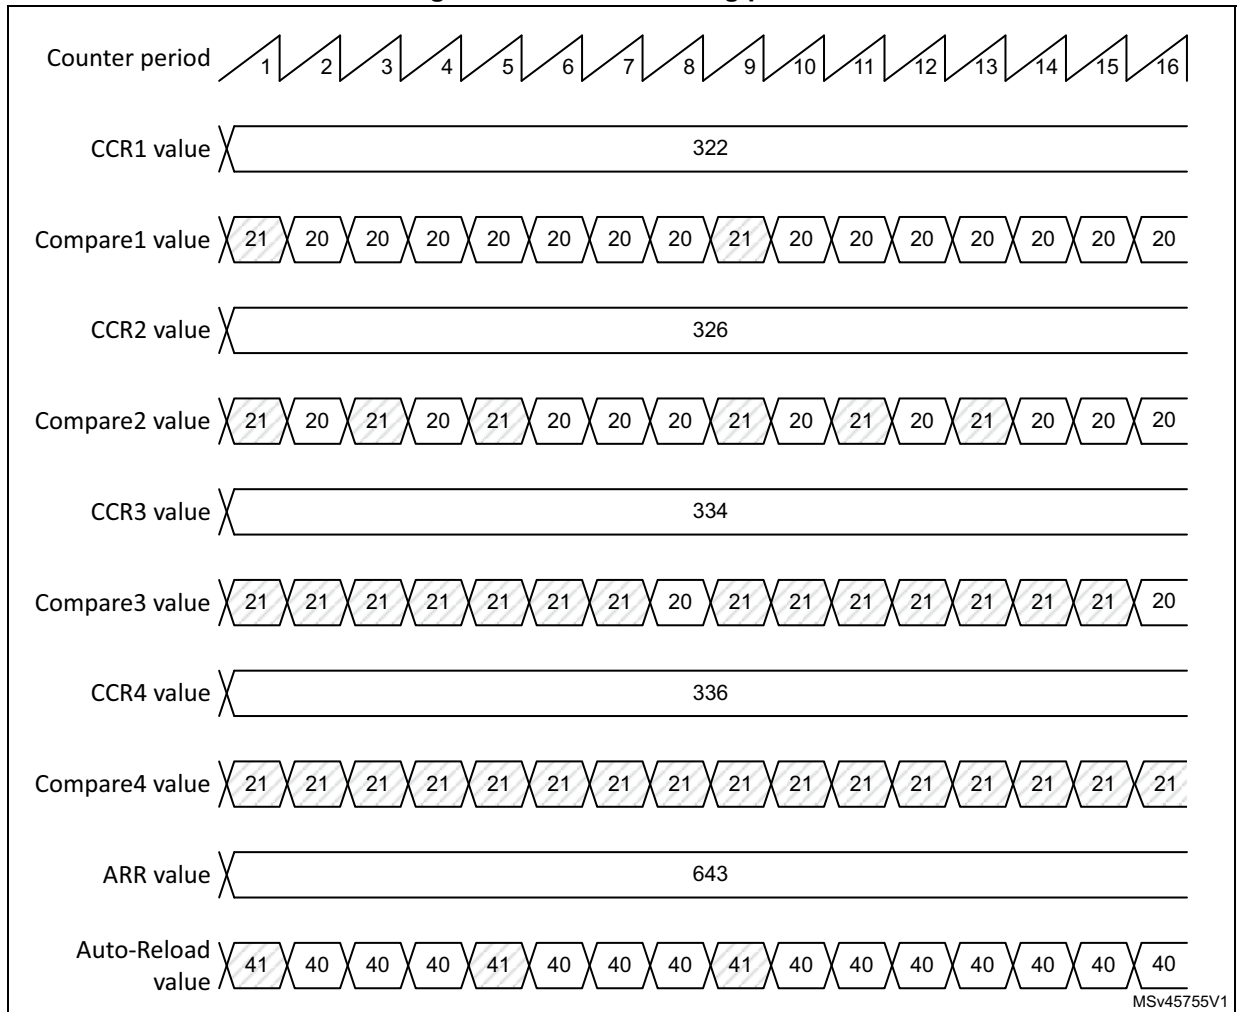 Counter period 1 2 3 4 5 6 7 8 9 10 11 12 13 14 15 16
CCR1 value 322
Compare1 value 21 20 20 20 20 20 20 20 21 20 20 20 20 20 20 20
CCR2 value 326
Compare2 value 21 20 21 20 21 20 20 20 21 20 21 20 21 20 20 20
CCR3 value 334
Compare3 value 21 21 21 21 21 21 21 20 21 21 21 21 21 21 21 20
CCR4 value 336
Compare4 value 21 21 21 21 21 21 21 21 21 21 21 21 21 21 21 21
ARR value 643
Auto-Reload
value 41 40 40 40 41 40 40 40 41 40 40 40 40 40 40 40
MSv45755V1